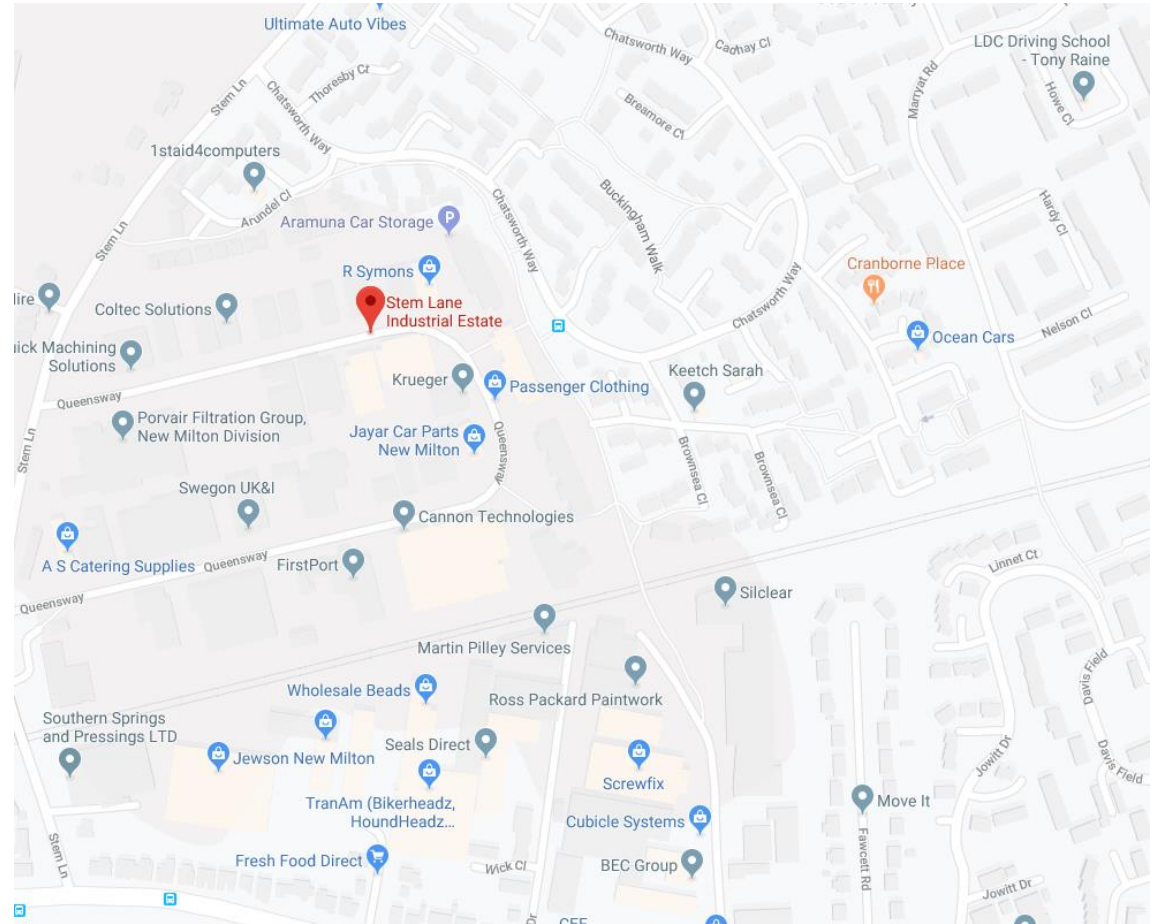 Ultimate Auto Vibes
Chatsworth Way
Cadhay Cl
LDC Driving School
- Tony Raine
Marryat Rd
Howe Cl
Stem Ln
Thoresby Ct
Chatsworth Way
Breamore Cl
1staid4computers
Arundel Cl
Buckingham Walk
Hardy Cl
Aramuna Car Storage
P
Chatsworth Way
Stem Ln
R Symons
Cranborne Place
lire
Coltec Solutions
Stem Lane
Industrial Estate
Chatsworth Way
Nelson Cl
Ocean Cars
uick Machining
Solutions
Krueger
Passenger Clothing
Keetch Sarah
Queensway
Porvair Filtration Group,
New Milton Division
Jayar Car Parts
New Milton
Queensway
Brownsea Cl
Brownsea Cl
Stem Ln
Swegon UK&I
Cannon Technologies
A S Catering Supplies
Queensway
FirstPort
Linnet Ct
Queensway
Silclear
Martin Pilley Services
Davis Field
Wholesale Beads
Ross Packard Paintwork
Southern Springs
and Pressings LTD
Seals Direct
Jewson New Milton
Jowitt Dr
Davis Field
Screwfix
TranAm (Bikerheadz,
HoundHeadz...
Move It
Cubicle Systems
Stem Ln
Fresh Food Direct
Wick Cl
BEC Group
Fawcett Rd
Jowitt Dr
Dr